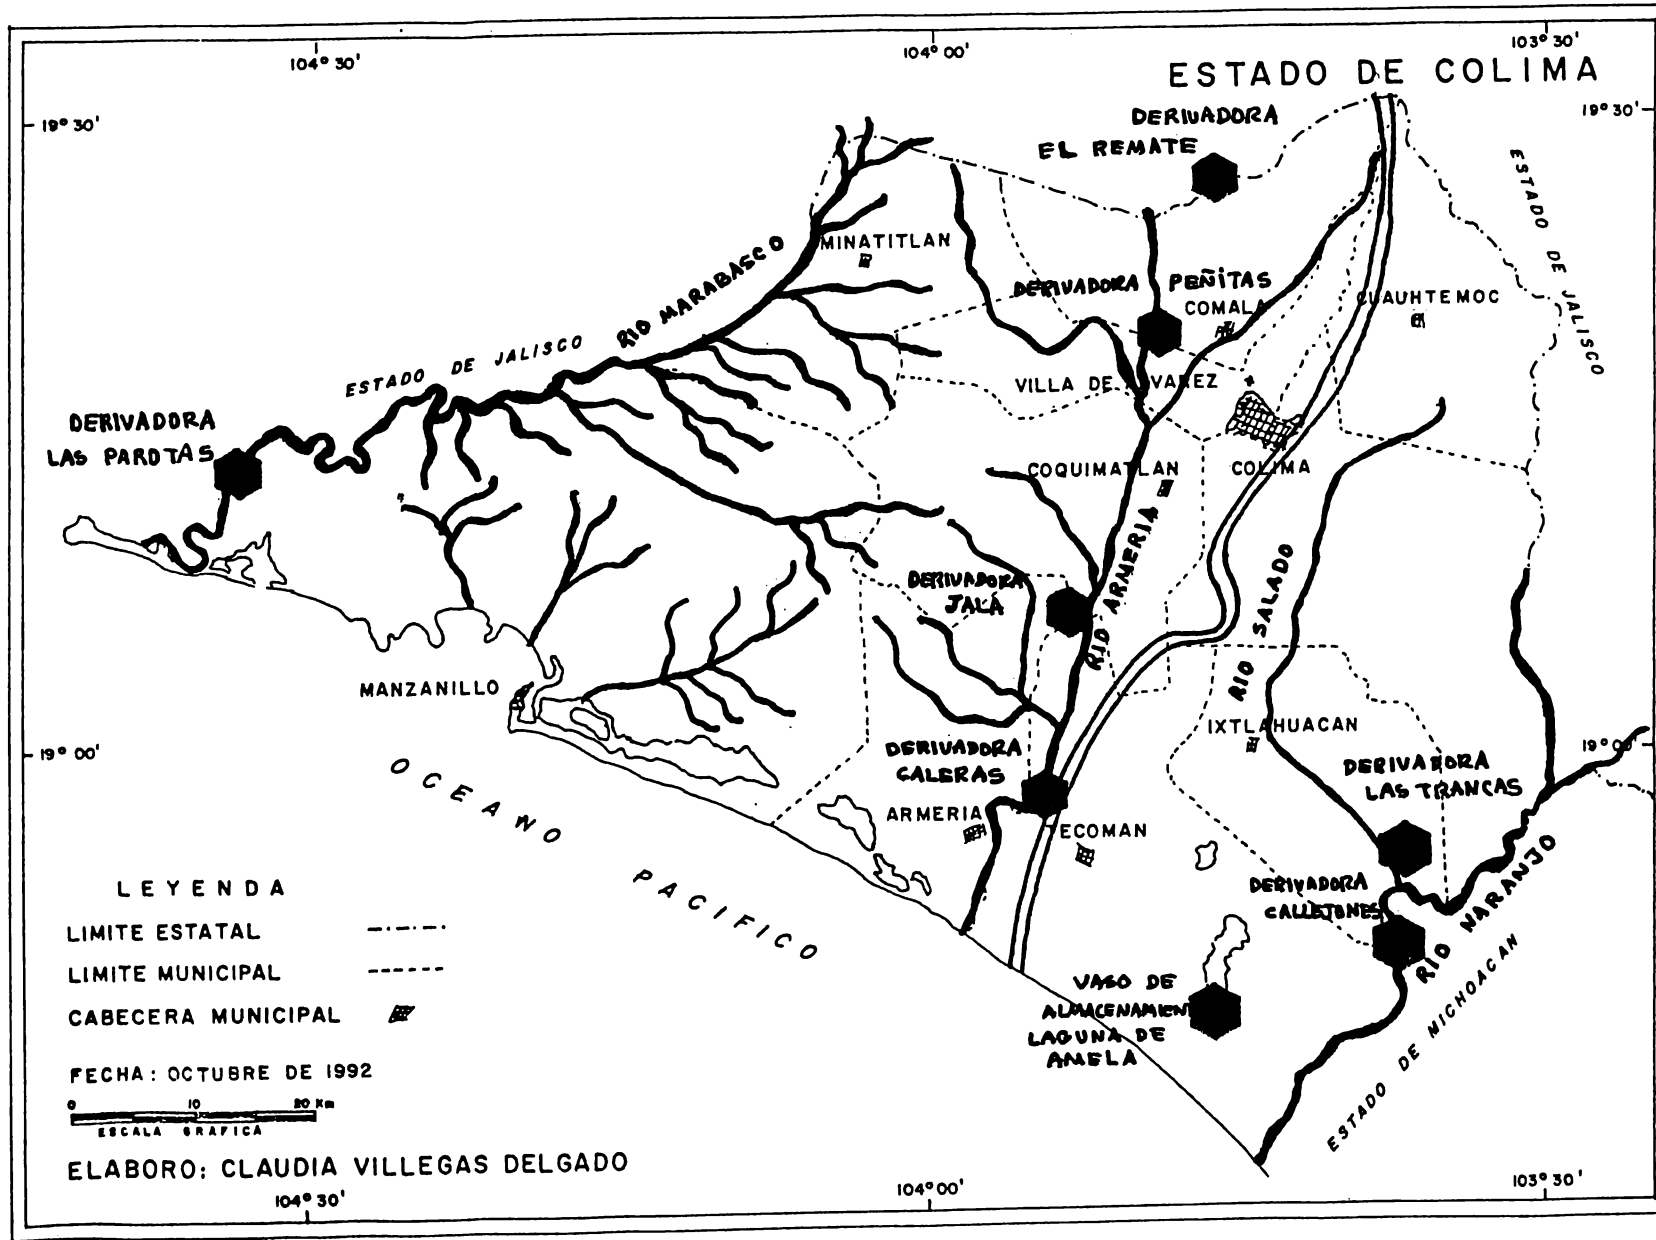 104° 30'
104° 00'
103° 30'
ESTADO DE COLIMA
19° 30'
19° 30'
DERIVADORA
EL REMATE
ESTADO DE JALISCO
MINATITLAN
RIO MARABASCO
DERIVADORA PEÑITAS
COMALA
CUAUHTEMOC
ESTADO DE JALISCO
VILLA DE ALVAREZ
DERIVADORA
LAS PAROTAS
COQUIMATLAN
COLIMA
RIO ARMERIA
RIO SALADO
DERIVADORA
JALA
MANZANILLO
IXTLAHUACAN
19° 00'
19° 00'
DERIVADORA
CALERAS
DERIVADORA
LAS TRANCAS
OCEANO PACIFICO
ARMERIA
TECOMAN
DERIVADORA
CALLEJONES
RIO NARANJO
ESTADO DE MICHOACAN
VASO DE
ALMACENAMIENT
LAGUNA DE
AMELA
LEYENDA
LIMITE ESTATAL
LIMITE MUNICIPAL
CABECERA MUNICIPAL
FECHA: OCTUBRE DE 1992
0 10 20 Km
ESCALA GRAFICA
ELABORO: CLAUDIA VILLEGAS DELGADO
104° 30'
104° 00'
103° 30'